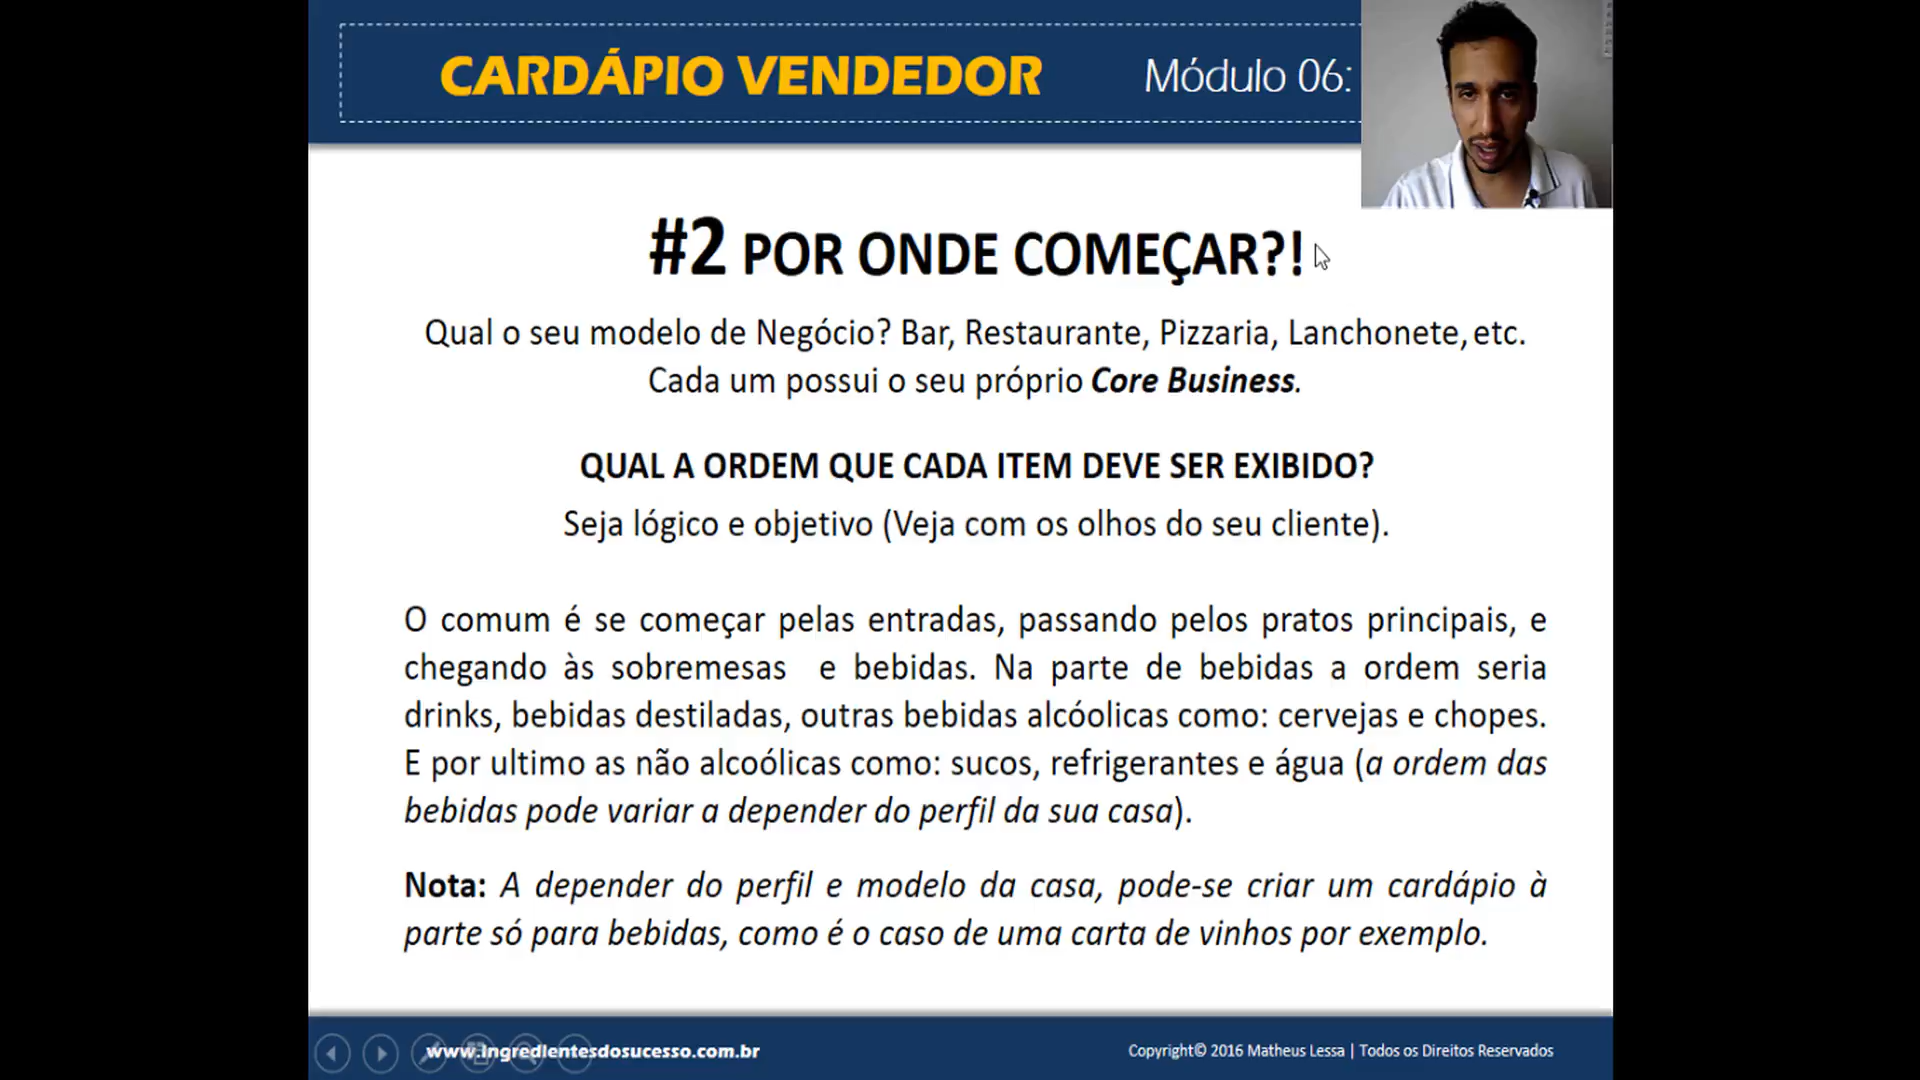 CARDÁPIO VENDEDOR Módulo 06:
#2 POR ONDE COMEÇAR?!
Qual o seu modelo de Negócio? Bar, Restaurante, Pizzaria, Lanchonete, etc.
Cada um possui o seu próprio Core Business.
QUAL A ORDEM QUE CADA ITEM DEVE SER EXIBIDO?
Seja lógico e objetivo (Veja com os olhos do seu cliente).
O comum é se começar pelas entradas, passando pelos pratos principais, e
chegando às sobremesas e bebidas. Na parte de bebidas a ordem seria
drinks, bebidas destiladas, outras bebidas alcóolicas como: cervejas e chopes.
E por ultimo as não alcoólicas como: sucos, refrigerantes e água (a ordem das
bebidas pode variar a depender do perfil da sua casa).
Nota: A depender do perfil e modelo da casa, pode-se criar um cardápio à
parte só para bebidas, como é o caso de uma carta de vinhos por exemplo.
www.ingredientesdosucesso.com.br
Copyright© 2016 Matheus Lessa | Todos os Direitos Reservados